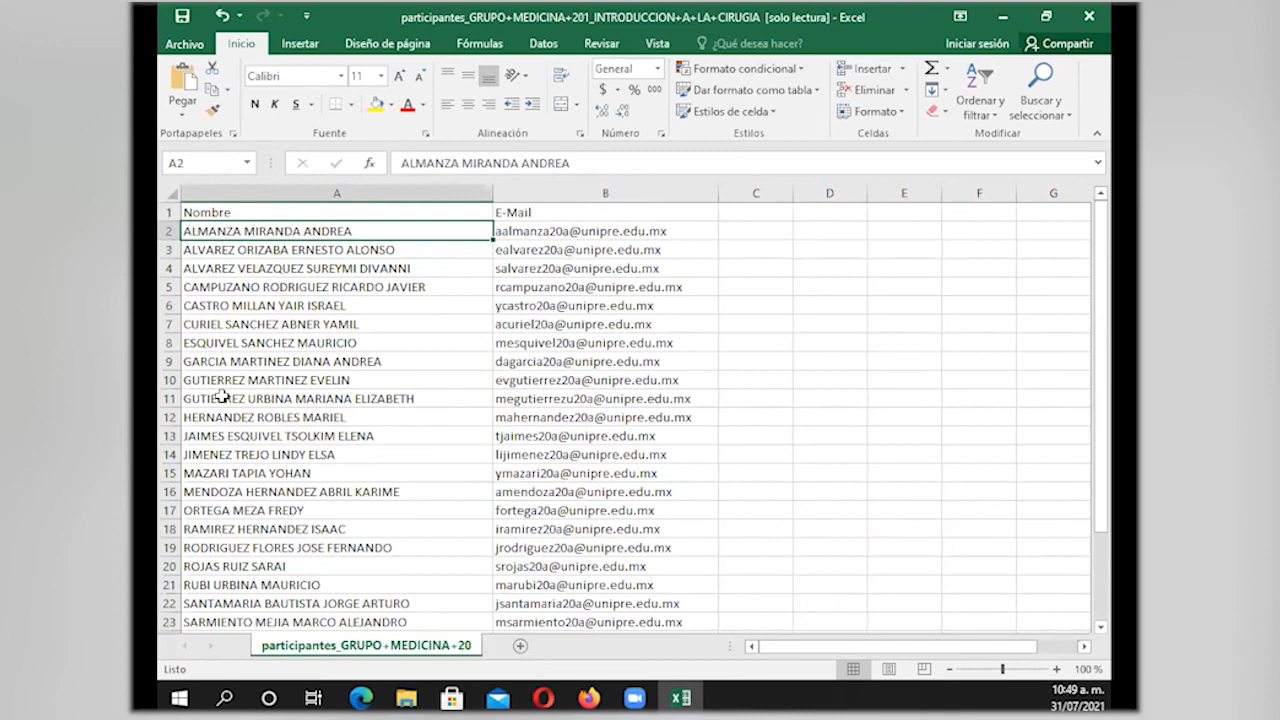 participantes_GRUPO+MEDICINA+201_INTRODUCCION+A+LA+CIRUGIA [solo lectura] - Excel
Archivo Inicio Insertar Diseño de página Fórmulas Datos Revisar Vista ¿Qué desea hacer? Iniciar sesión Compartir
Pegar Calibri 11 General Formato condicional Insertar Ordenar y filtrar Buscar y seleccionar
N K S $ % 000 Dar formato como tabla Eliminar
Estilos de celda Formato
Portapapeles Fuente Alineación Número Estilos Celdas Modificar
A2 fx ALMANZA MIRANDA ANDREA
A B C D E F G
1 Nombre E-Mail
2 ALMANZA MIRANDA ANDREA aalmanza20a@unipre.edu.mx
3 ALVAREZ ORIZABA ERNESTO ALONSO ealvarez20a@unipre.edu.mx
4 ALVAREZ VELAZQUEZ SUREYMI DIVANNI salvarez20a@unipre.edu.mx
5 CAMPUZANO RODRIGUEZ RICARDO JAVIER rcampuzano20a@unipre.edu.mx
6 CASTRO MILLAN YAIR ISRAEL ycastro20a@unipre.edu.mx
7 CURIEL SANCHEZ ABNER YAMIL acuriel20a@unipre.edu.mx
8 ESQUIVEL SANCHEZ MAURICIO mesquivel20a@unipre.edu.mx
9 GARCIA MARTINEZ DIANA ANDREA dagarcia20a@unipre.edu.mx
10 GUTIERREZ MARTINEZ EVELIN evgutierrez20a@unipre.edu.mx
11 GUTIERREZ URBINA MARIANA ELIZABETH megutierrezu20a@unipre.edu.mx
12 HERNANDEZ ROBLES MARIEL mahernandez20a@unipre.edu.mx
13 JAIMES ESQUIVEL TSOLKIM ELENA tjaimes20a@unipre.edu.mx
14 JIMENEZ TREJO LINDY ELSA lijimenez20a@unipre.edu.mx
15 MAZARI TAPIA YOHAN ymazari20a@unipre.edu.mx
16 MENDOZA HERNANDEZ ABRIL KARIME amendoza20a@unipre.edu.mx
17 ORTEGA MEZA FREDY fortega20a@unipre.edu.mx
18 RAMIREZ HERNANDEZ ISAAC iramirez20a@unipre.edu.mx
19 RODRIGUEZ FLORES JOSE FERNANDO jrodriguez20a@unipre.edu.mx
20 ROJAS RUIZ SARAI srojas20a@unipre.edu.mx
21 RUBI URBINA MAURICIO marubi20a@unipre.edu.mx
22 SANTAMARIA BAUTISTA JORGE ARTURO jsantamaria20a@unipre.edu.mx
23 SARMIENTO MEJIA MARCO ALEJANDRO msarmiento20a@unipre.edu.mx
participantes_GRUPO+MEDICINA+20
Listo 100 %
10:49 a. m.
31/07/2021